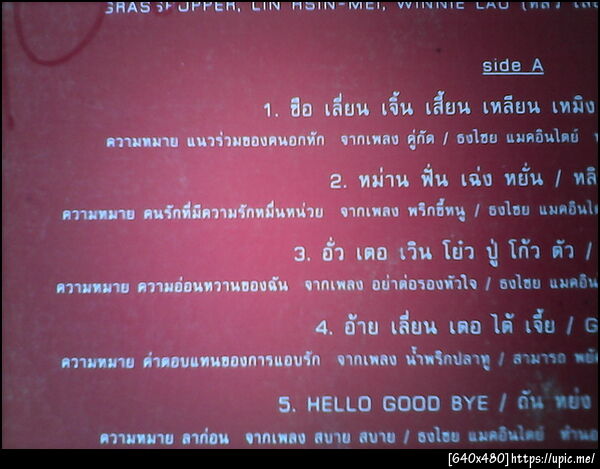 GRASSHOPPER, LIN HSIN-MEI, WINNIE LAU (หลิว
side A
1. ชือ เลี่ยน เจิ้น เสี้ยน เหลียน เหมิง
ความหมาย แนวร่วมของคนอกหัก จากเพลง คู่กัด / ธงไชย แมคอินไตย์
2. หม่าน ฟั่น เฉ่ง หยั่น /
ความหมาย คนรักที่มีความรักหมื่นหน่วย จากเพลง พริกขี้หนู / ธงไชย แมคอิน
3. อั่ว เตอ เวิน โย๋ว ปู่ โก้ว ตัว /
ความหมาย ความอ่อนหวานของฉัน จากเพลง อย่าต่อรองหัวใจ / ธงไชย แมคอิน
4. อ้าย เลี่ยน เตอ ได้ เจี้ย / G
ความหมาย คำตอบแทนของการแอบรัก จากเพลง น้ำพริกปลาทู / สามารถ
5. HELLO GOOD BYE / ถัน หย่ง
ความหมาย ลาก่อน จากเพลง สบาย สบาย / ธงไชย แมคอินไตย์ ทำนอง
[640x480]https://upic.me/